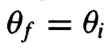 θ_f = θ_i